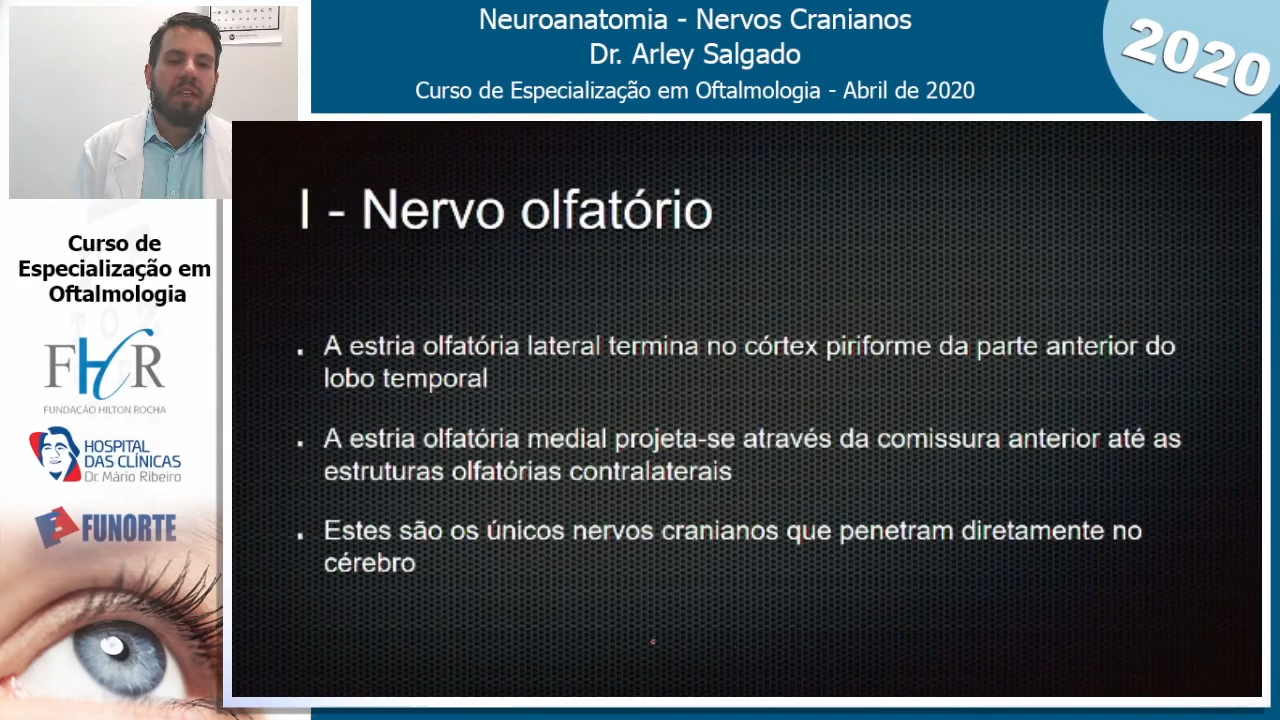 Neuroanatomia - Nervos Cranianos
Dr. Arley Salgado
Curso de Especialização em Oftalmologia - Abril de 2020
2020
Curso de
Especialização em
Oftalmologia
FHR
FUNDAÇÃO HILTON ROCHA
HOSPITAL
DAS CLÍNICAS
Dr. Mário Ribeiro
FUNORTE
I - Nervo olfatório
. A estria olfatória lateral termina no córtex piriforme da parte anterior do
lobo temporal
. A estria olfatória medial projeta-se através da comissura anterior até as
estruturas olfatórias contralaterais
. Estes são os únicos nervos cranianos que penetram diretamente no
cérebro